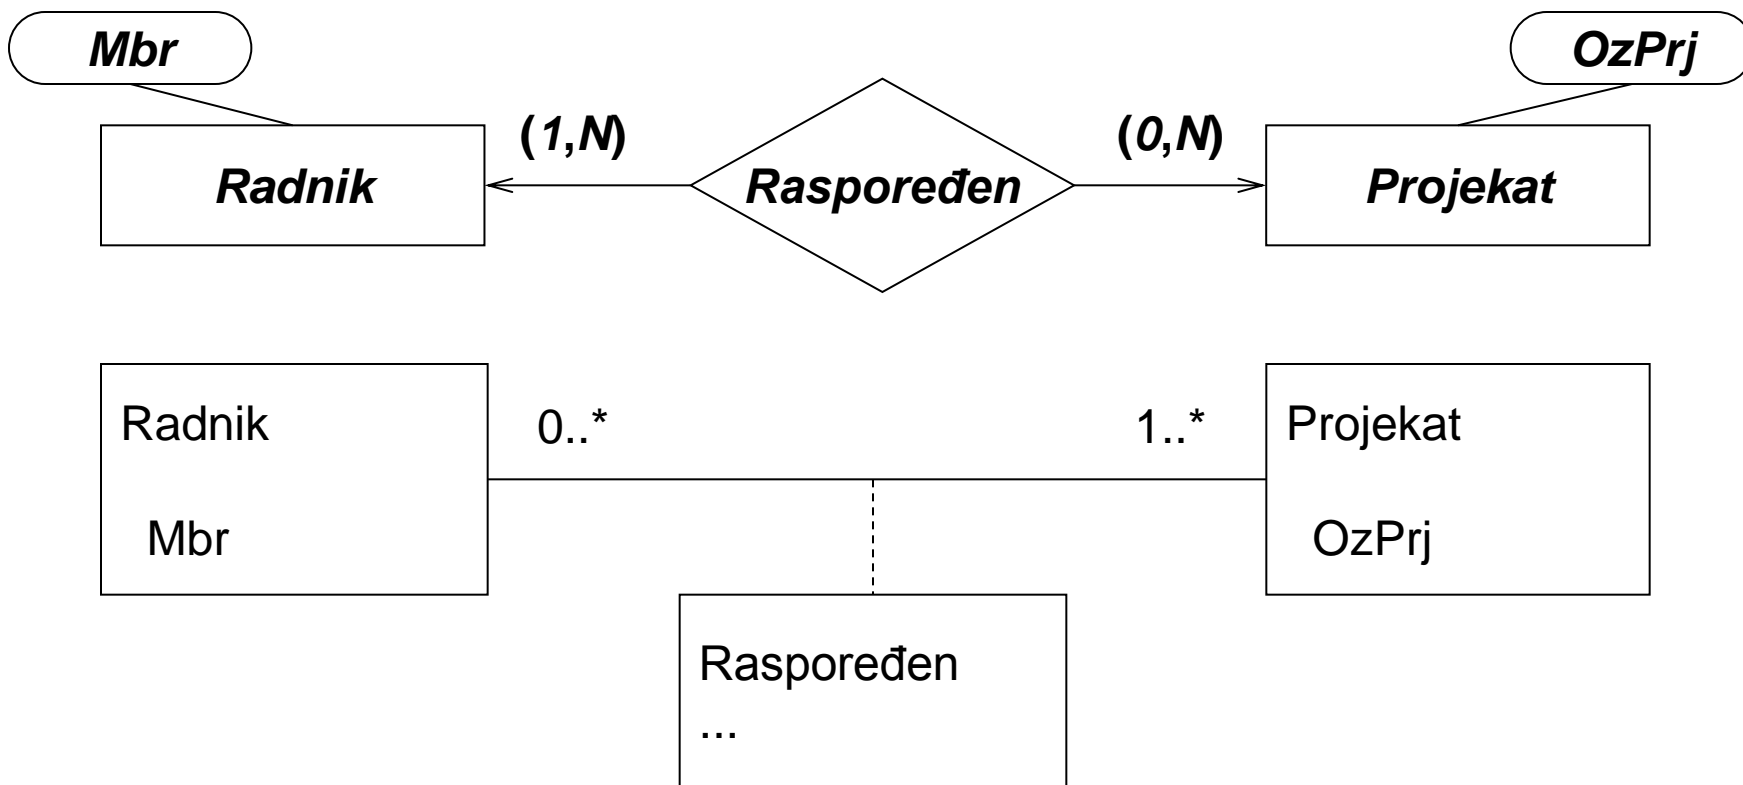 Mbr
OzPrj
(1,N)
(0,N)
Radnik
Raspoređen
Projekat
Radnik
0..*
1..*
Projekat
Mbr
OzPrj
Raspoređen
...